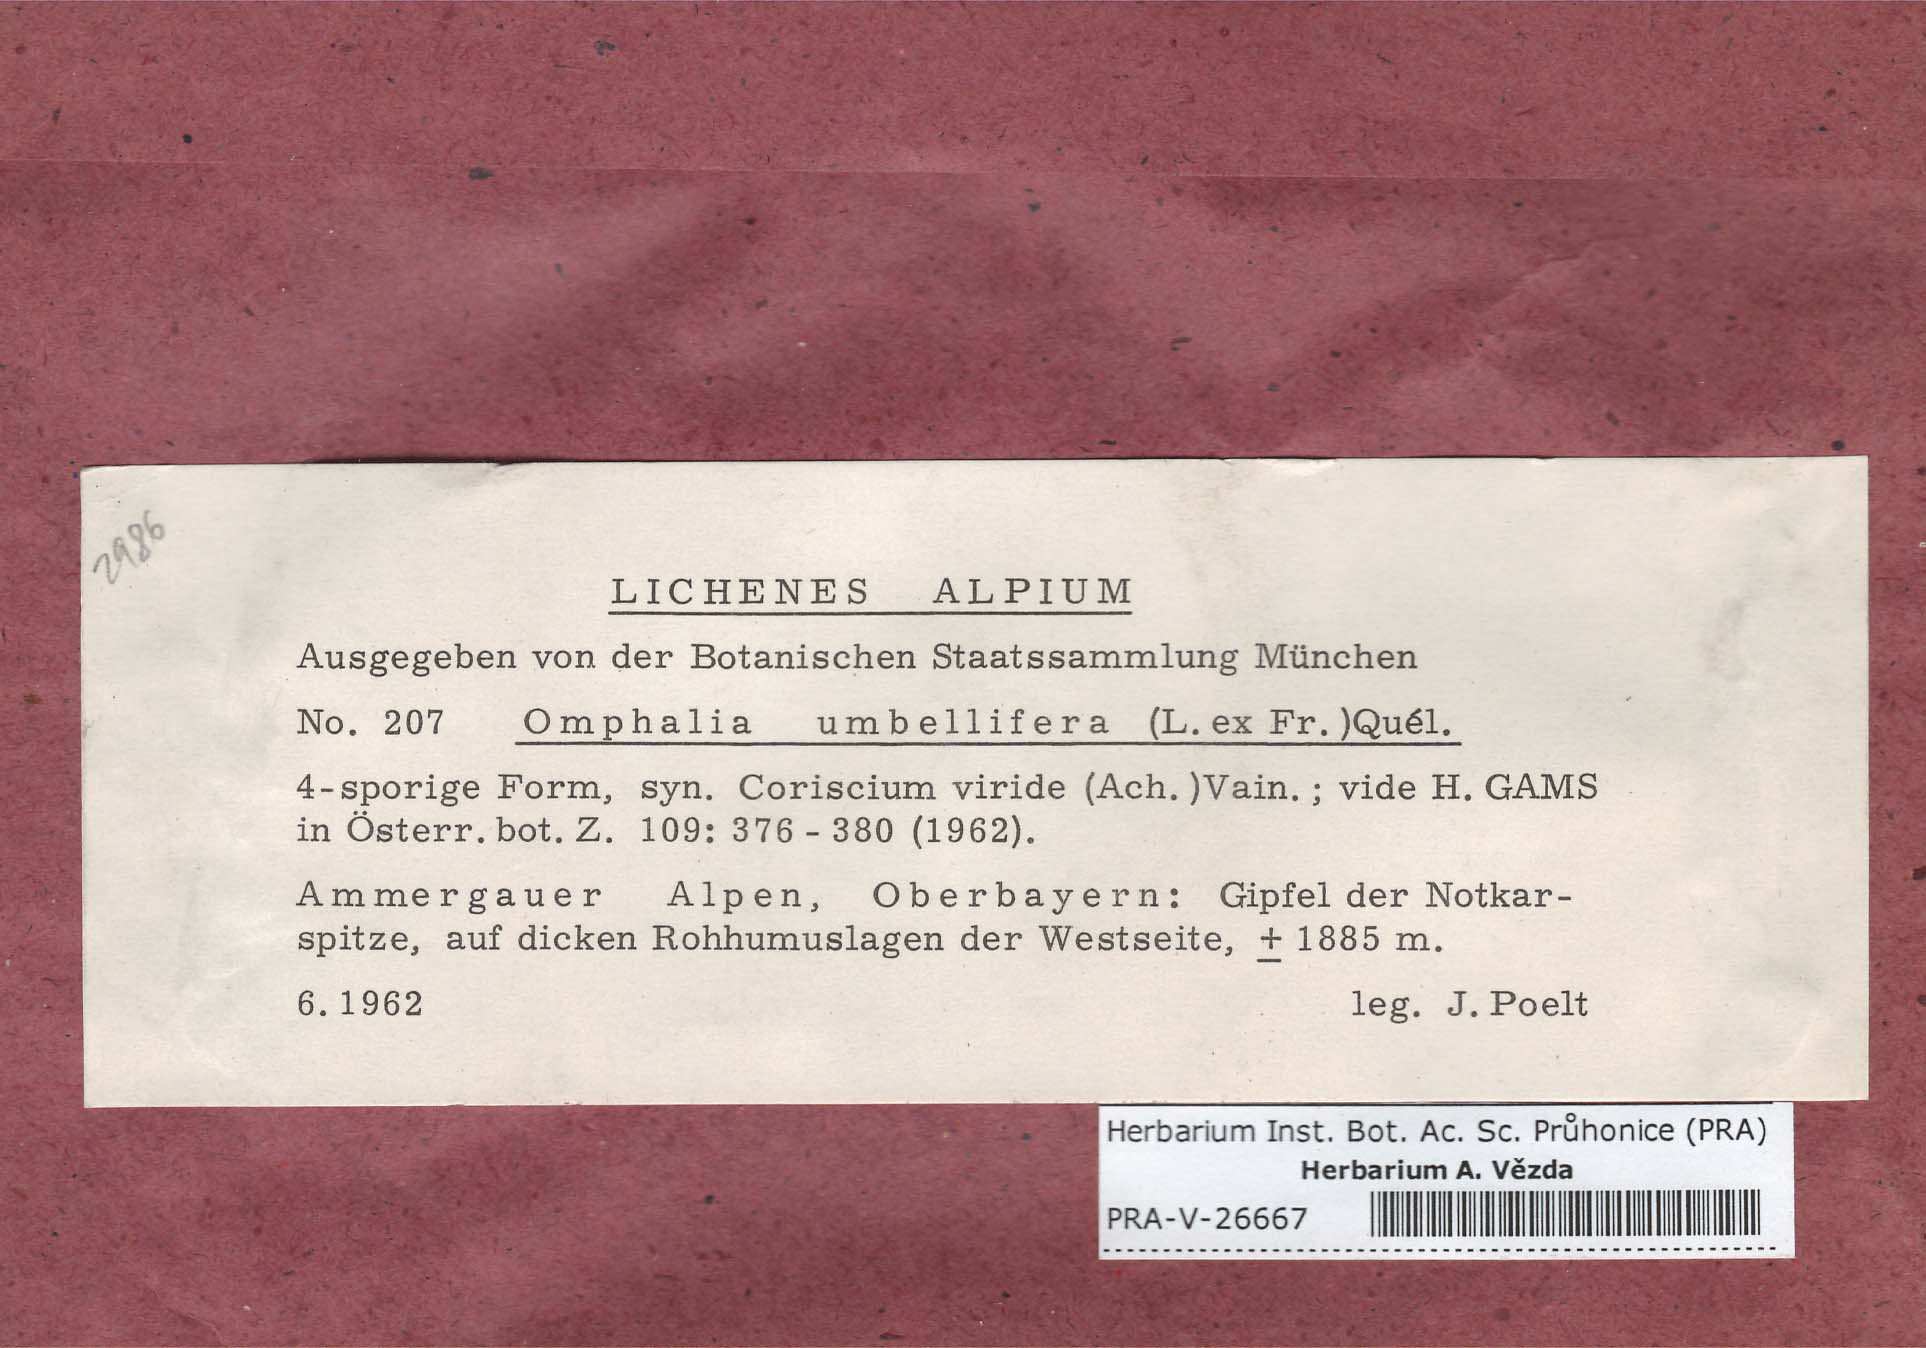 2986
LICHENES ALPIUM
Ausgegeben von der Botanischen Staatssammlung München
No. 207 Omphalia umbellifera (L. ex Fr.)Quél.
4-sporige Form, syn. Coriscium viride (Ach.)Vain.; vide H. GAMS
in Österr. bot. Z. 109: 376 - 380 (1962).
Ammergauer Alpen, Oberbayern: Gipfel der Notkar-
spitze, auf dicken Rohhumuslagen der Westseite, ± 1885 m.
6. 1962 leg. J. Poelt
Herbarium Inst. Bot. Ac. Sc. Průhonice (PRA)
Herbarium A. Vězda
PRA-V-26667